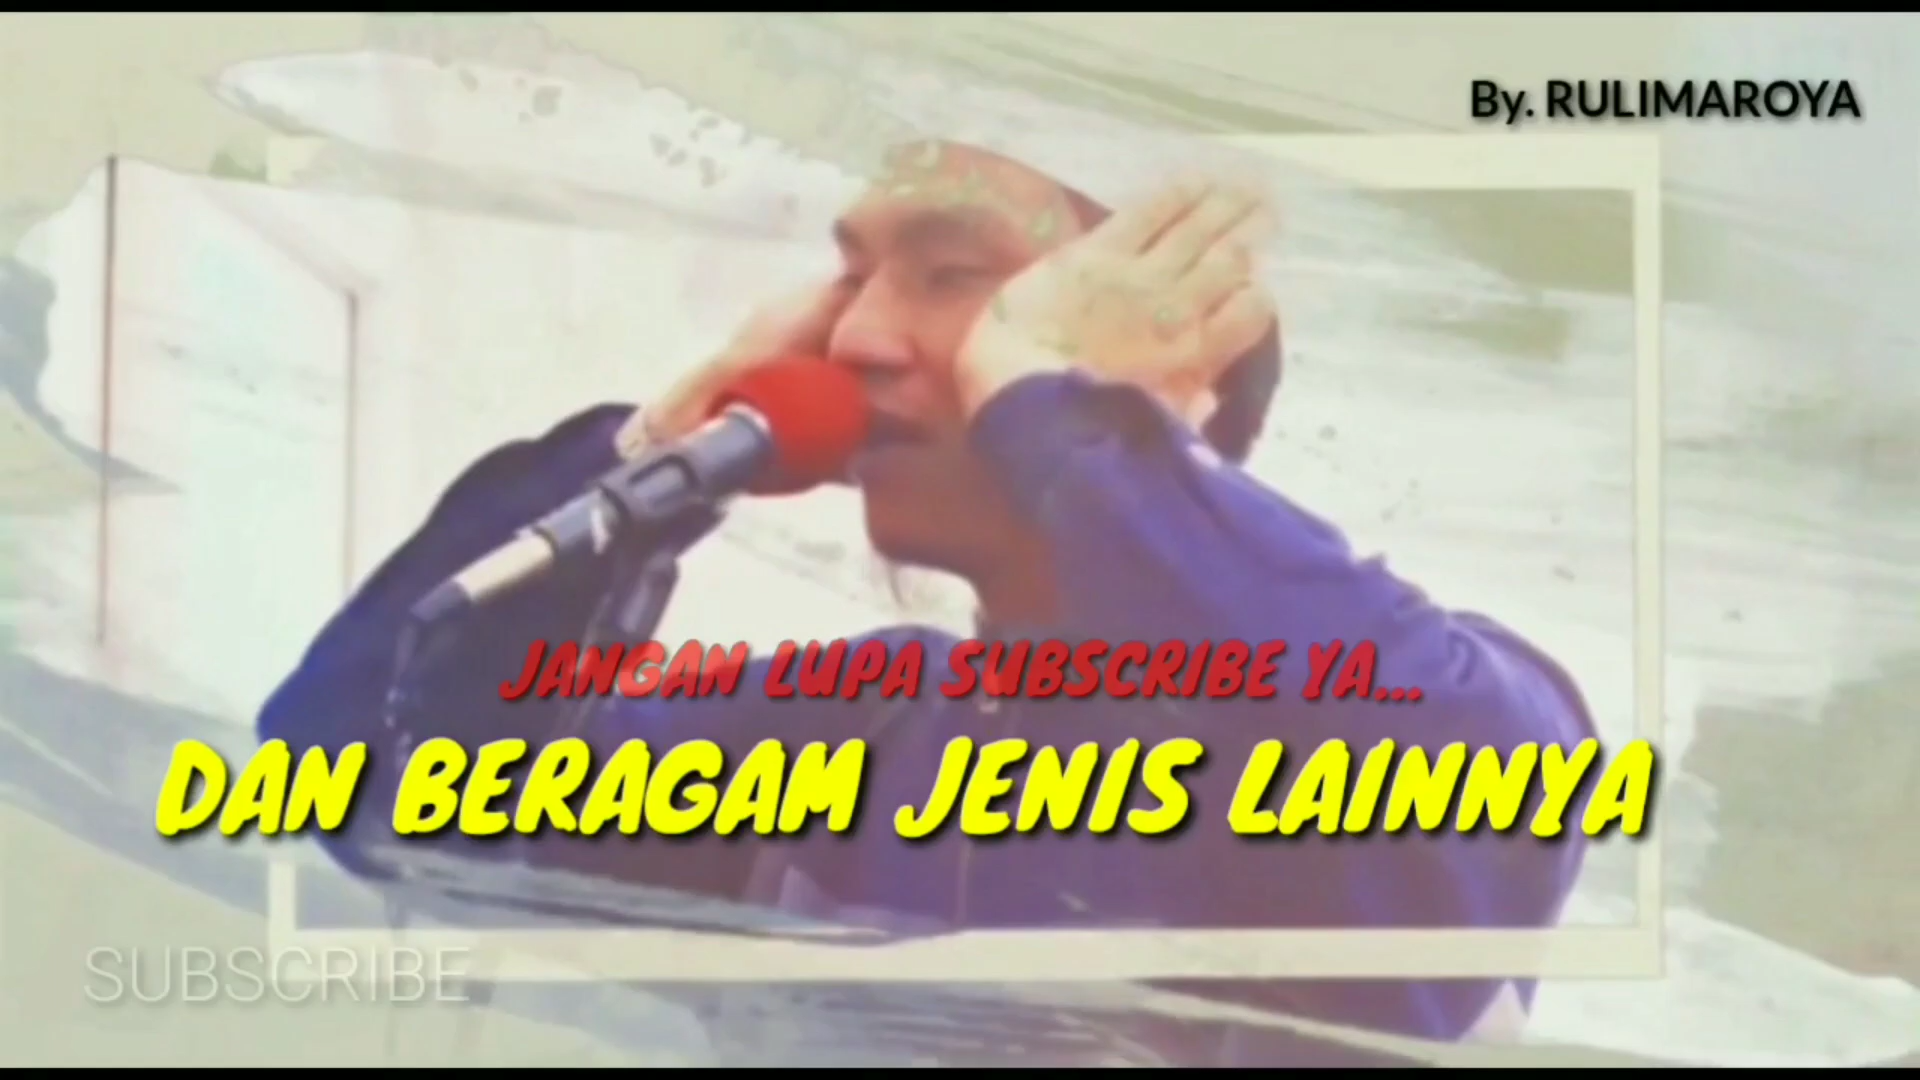 By. RULIMAROYA
JANGAN LUPA SUBSCRIBE YA...
DAN BERAGAM JENIS LAINNYA
SUBSCRIBE